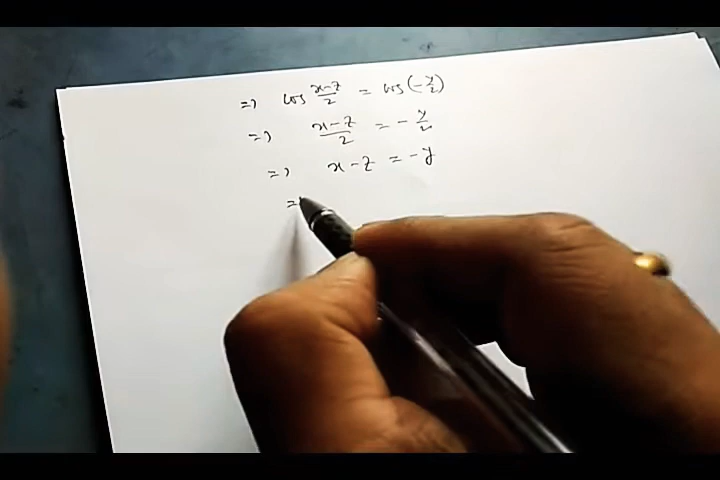 => cos (x-z)/2 = cos(-y/2)
=> (x-z)/2 = -y/2
=> x-z = -y
=